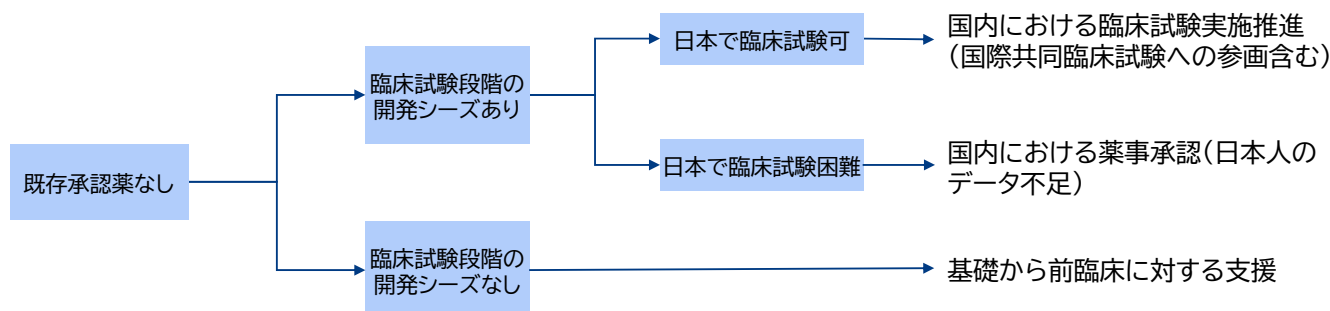 既存承認薬なし
臨床試験段階の
開発シーズあり
日本で臨床試験可
国内における臨床試験実施推進
（国際共同臨床試験への参画含む）
日本で臨床試験困難
国内における薬事承認（日本人の
データ不足）
臨床試験段階の
開発シーズなし
基礎から前臨床に対する支援